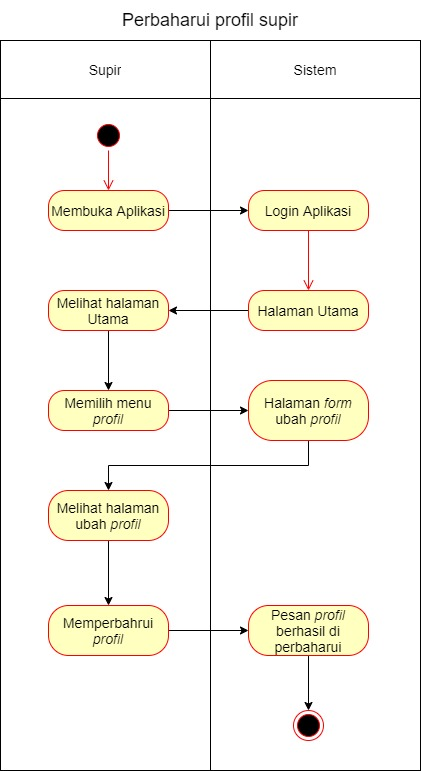 Perbaharui profil supir
Supir
Sistem
Membuka Aplikasi
Login Aplikasi
Melihat halaman
Utama
Halaman Utama
Memilih menu
profil
Halaman form
ubah profil
Melihat halaman
ubah profil
Memperbahrui
profil
Pesan profil
berhasil di
perbaharui